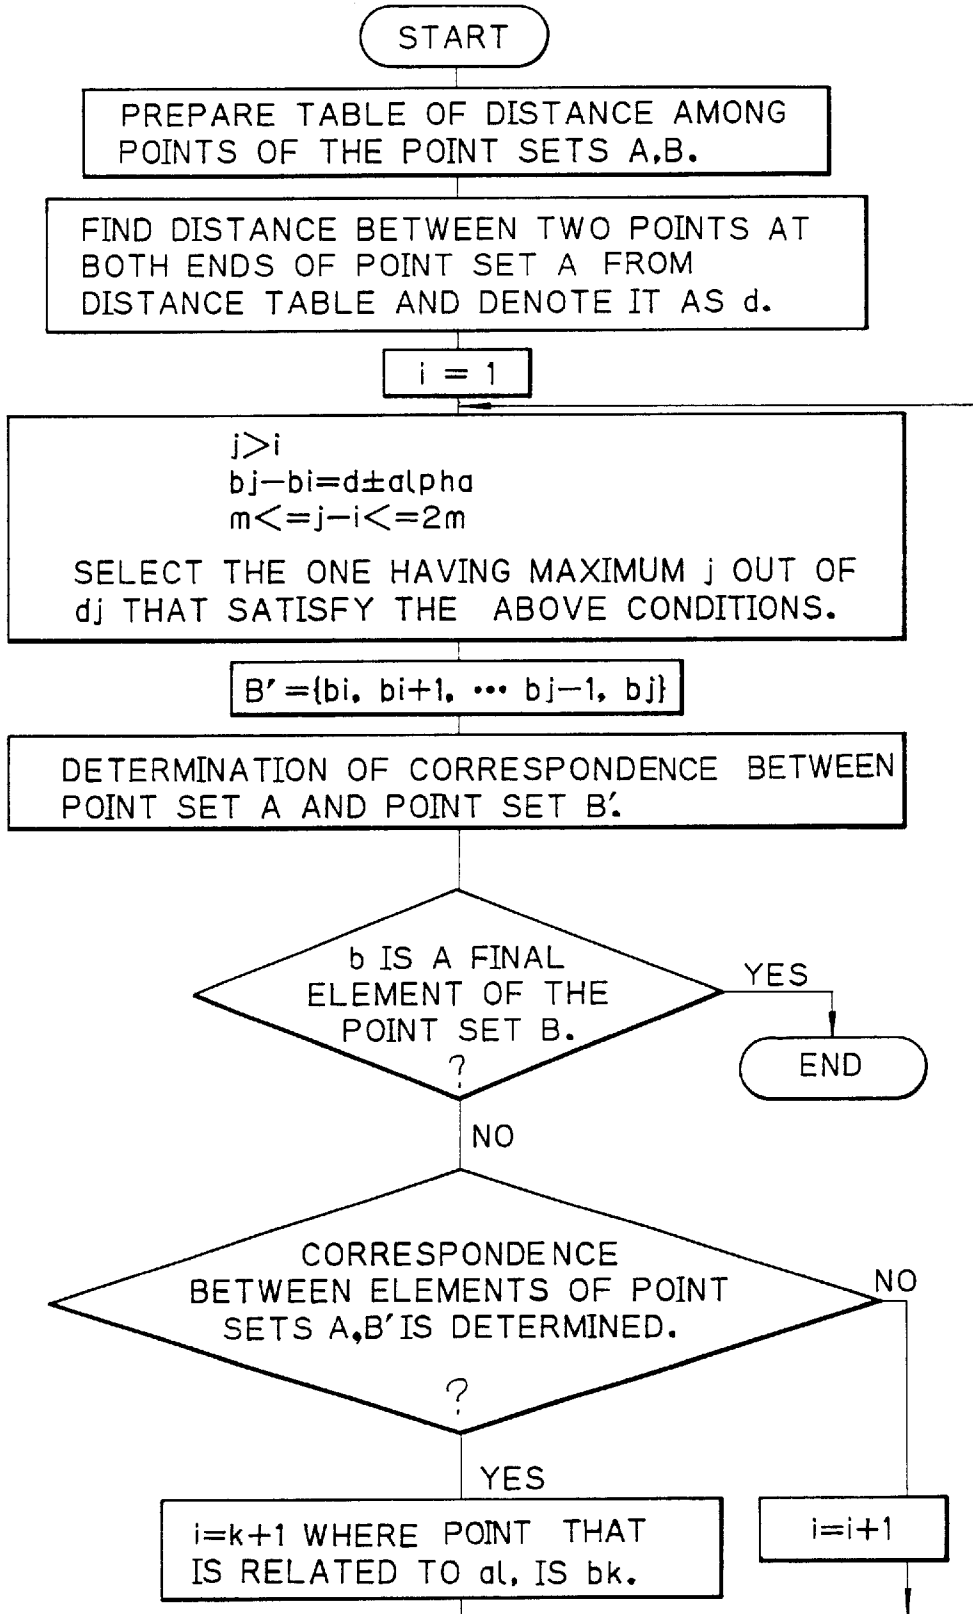 START
PREPARE TABLE OF DISTANCE AMONG
POINTS OF THE POINT SETS A,B.
FIND DISTANCE BETWEEN TWO POINTS AT
BOTH ENDS OF POINT SET A FROM
DISTANCE TABLE AND DENOTE IT AS d.
i = 1
j>i
bj-bi=d±alpha
m<=j-i<=2m
SELECT THE ONE HAVING MAXIMUM j OUT OF
dj THAT SATISFY THE ABOVE CONDITIONS.
B'={bi, bi+1, ··· bj-1, bj}
DETERMINATION OF CORRESPONDENCE BETWEEN
POINT SET A AND POINT SET B'.
b IS A FINAL
ELEMENT OF THE
POINT SET B.
?
YES
END
NO
CORRESPONDENCE
BETWEEN ELEMENTS OF POINT
SETS A,B' IS DETERMINED.
?
NO
YES
i=k+1 WHERE POINT THAT
IS RELATED TO al, IS bk.
i=i+1